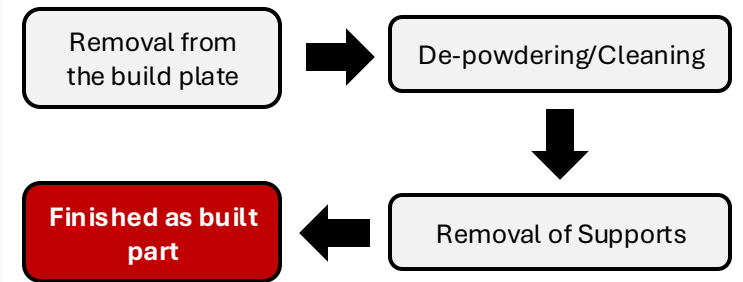 Removal from
the build plate
De-powdering/Cleaning
Removal of Supports
Finished as built
part